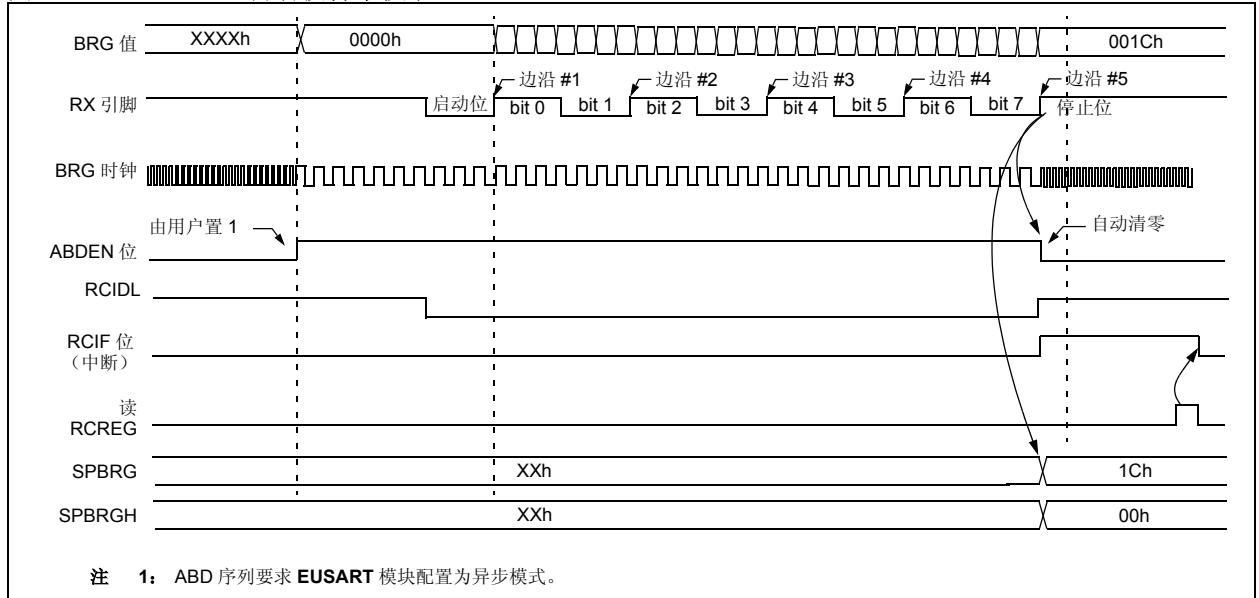 BRG 值 XXXXh 0000h 001Ch
边沿 #1 边沿 #2 边沿 #3 边沿 #4 边沿 #5
RX 引脚 启动位 bit 0 bit 1 bit 2 bit 3 bit 4 bit 5 bit 6 bit 7 停止位
BRG 时钟
由用户置 1 自动清零
ABDEN 位
RCIDL
RCIF 位
（中断）
读
RCREG
SPBRG XXh 1Ch
SPBRGH XXh 00h
注 1： ABD 序列要求 EUSART 模块配置为异步模式。